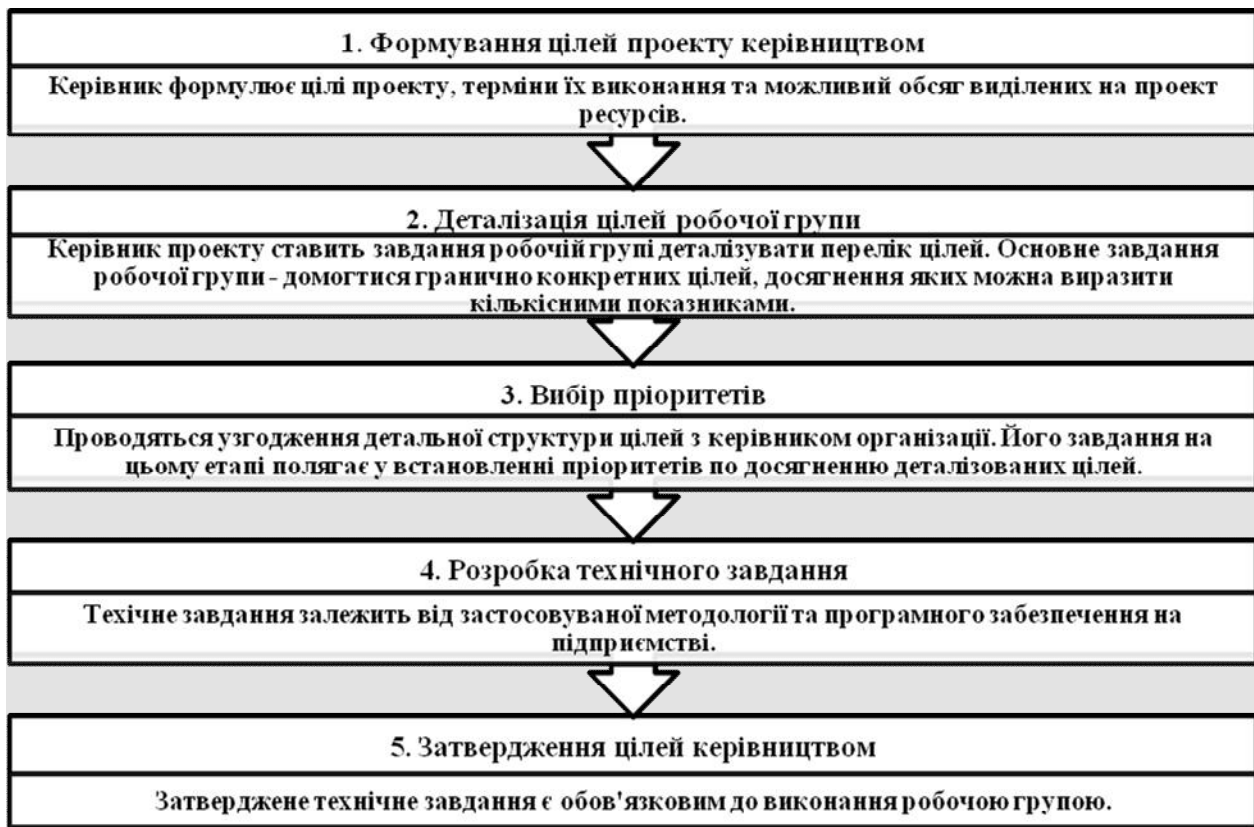 1. Формування цілей проекту керівництвом
Керівник формулює цілі проекту, терміни їх виконання та можливий обсяг виділених на проект
ресурсів.
2. Деталізація цілей робочої групи
Керівник проекту ставить завдання робочій групі деталізувати перелік цілей. Основне завдання
робочої групи - домогтися гранично конкретних цілей, досягнення яких можна виразити
кількісними показниками.
3. Вибір пріоритетів
Проводяться узгодження детальної структури цілей з керівником організації. Його завдання на
цьому етапі полягає у встановленні пріоритетів по досягненню деталізованих цілей.
4. Розробка технічного завдання
Техічне завдання залежить від застосовуваної методології та програмного забезпечення на
підприємстві.
5. Затвердження цілей керівництвом
Затверджене технічне завдання є обов'язковим до виконання робочою групою.